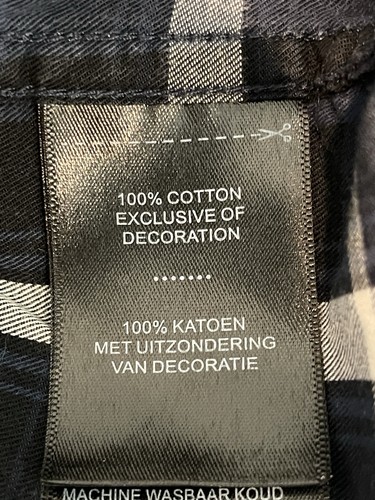 100% COTTON
EXCLUSIVE OF
DECORATION
100% KATOEN
MET UITZONDERING
VAN DECORATIE
MACHINE WASBAAR KOUD